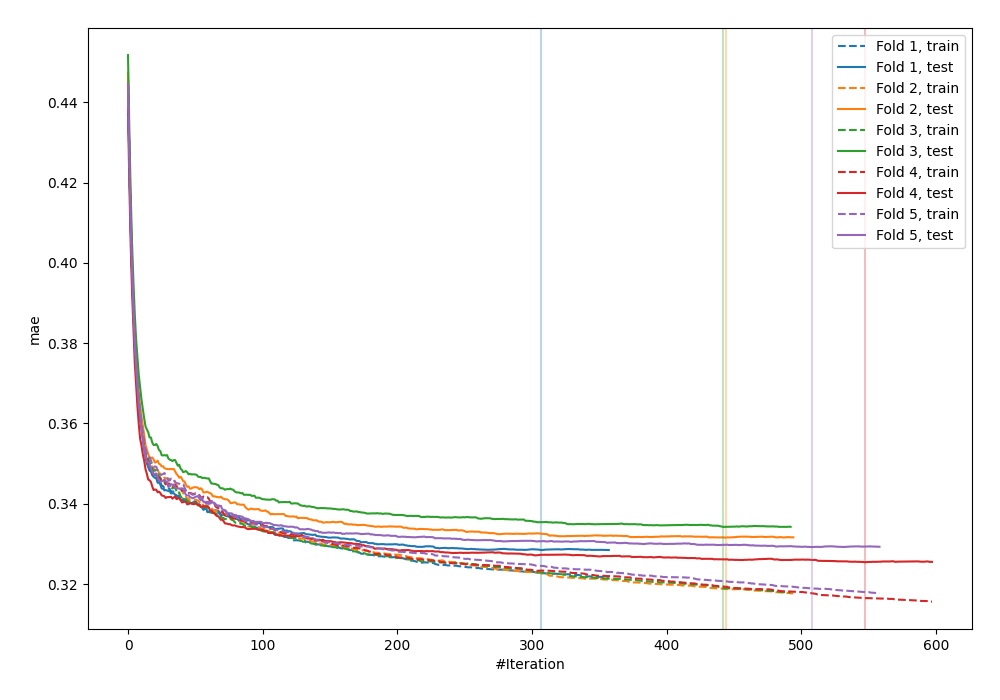 0.44
0.42
0.40
0.38
0.36
0.34
0.32
mae
0
100
200
300
400
500
600
#Iteration
Fold 1, train
Fold 1, test
Fold 2, train
Fold 2, test
Fold 3, train
Fold 3, test
Fold 4, train
Fold 4, test
Fold 5, train
Fold 5, test